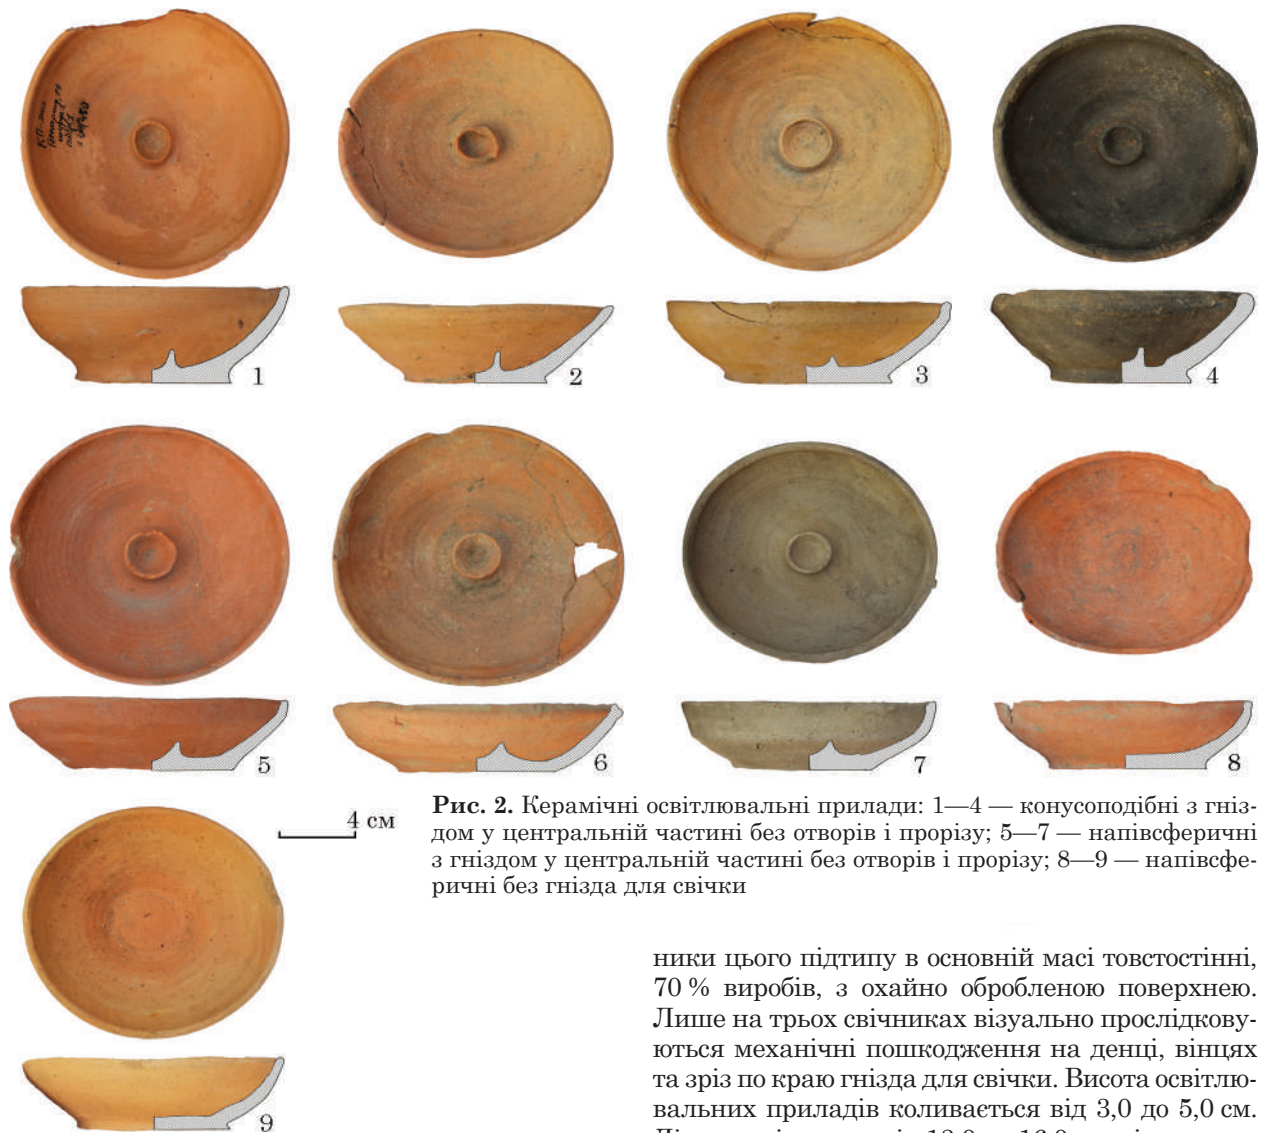 1
2
3
4
5
6
7
8
4 см
Рис. 2. Керамічні освітлювальні прилади: 1—4 — конусоподібні з гніз-
дом у центральній частині без отворів і прорізу; 5—7 — напівсферичні
з гніздом у центральній частині без отворів і прорізу; 8—9 — напівсфе-
ричні без гнізда для свічки
9
ники цього підтипу в основній масі товстостінні,
70 % виробів, з охайно обробленою поверхнею.
Лише на трьох свічниках візуально прослідкову-
ються механічні пошкодження на денці, вінцях
та зріз по краю гнізда для свічки. Висота освітлю-
вальних приладів коливається від 3,0 до 5,0 см.